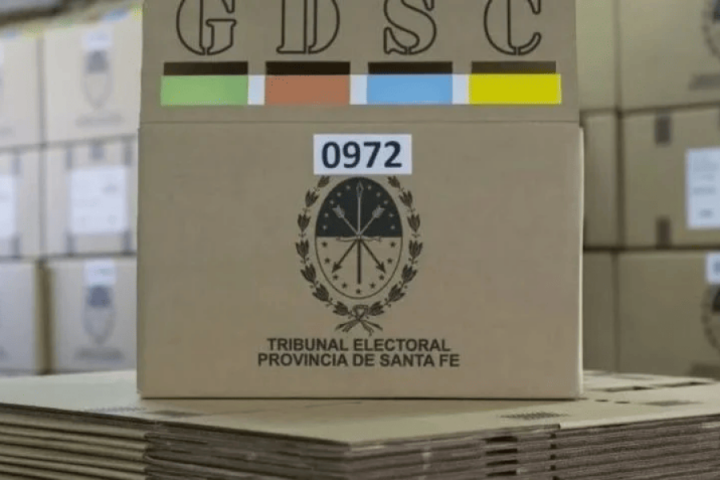 G D S C
0972
TRIBUNAL ELECTORAL
PROVINCIA DE SANTA FE